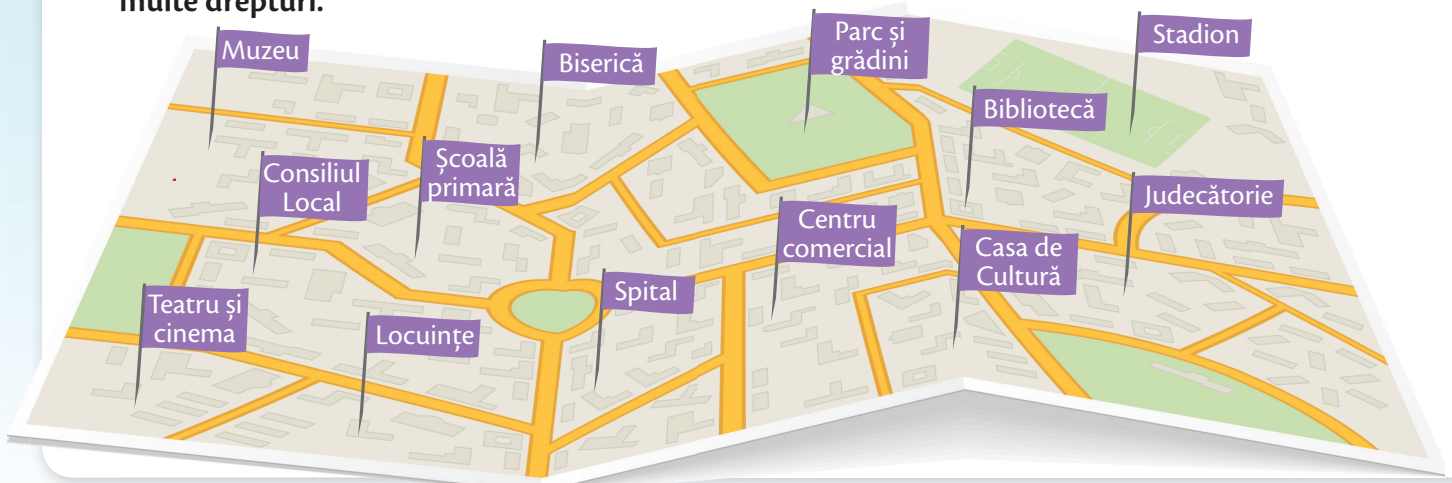 multe drepturi.
Muzeu
Biserică
Parc și
grădini
Stadion
Bibliotecă
Consiliul
Local
Școală
primară
Judecătorie
Centru
comercial
Casa de
Cultură
Teatru și
cinema
Locuințe
Spital